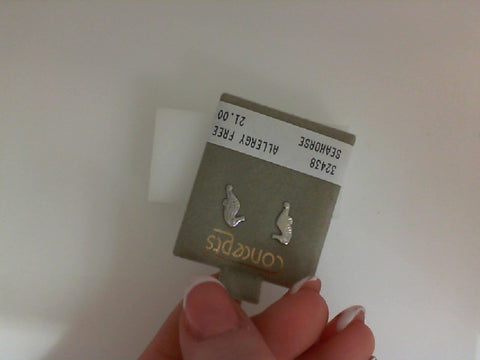 concepts
32438 ALLERGY FREE
SEAHORSE 21.00